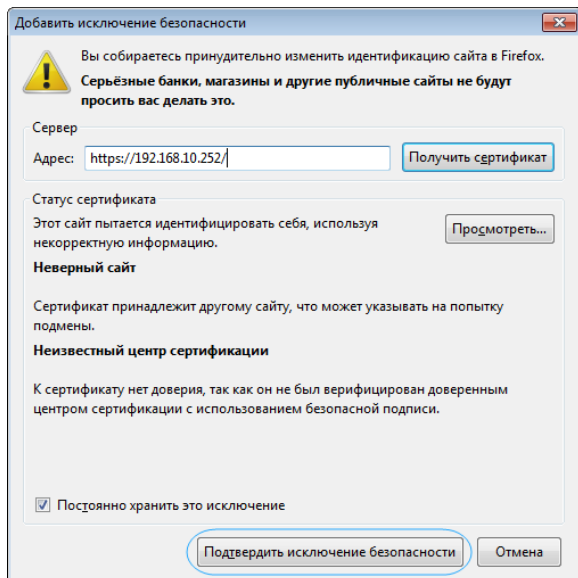 Добавить исключение безопасности
Вы собираетесь принудительно изменить идентификацию сайта в Firefox.
Серьёзные банки, магазины и другие публичные сайты не будут
просить вас делать это.
Сервер
Адрес: https://192.168.10.252/ Получить сертификат
Статус сертификата
Этот сайт пытается идентифицировать себя, используя
некорректную информацию.
Просмотреть...
Неверный сайт
Сертификат принадлежит другому сайту, что может указывать на попытку
подмены.
Неизвестный центр сертификации
К сертификату нет доверия, так как он не был верифицирован доверенным
центром сертификации с использованием безопасной подписи.
Постоянно хранить это исключение
Подтвердить исключение безопасности Отмена